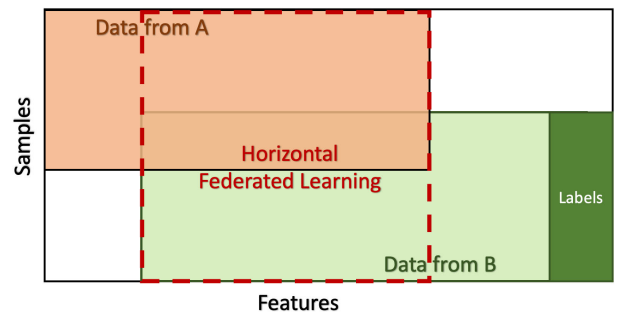 Data from A
Samples
Horizontal
Federated Learning
Labels
Data from B
Features